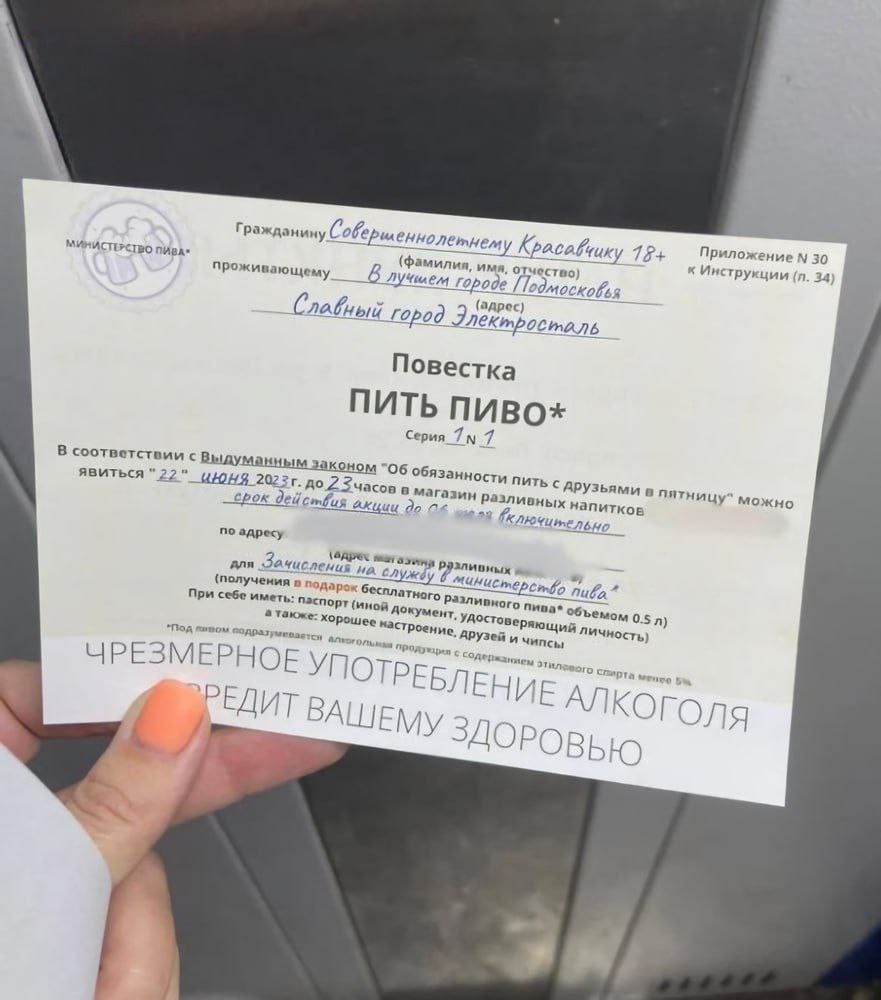 МИНИСТЕРСТВО ПИВА*
Гражданину Совершеннолетнему Красавчику 18+
(фамилия, имя, отчество)
проживающему В лучшем городе Подмосковья
(адрес)
Славный город Электросталь
Приложение N 30
к Инструкции (п. 34)
Повестка
ПИТЬ ПИВО*
Серия 1 N 1
В соответствии с Выдуманным законом "Об обязанности пить с друзьями в пятницу" можно
явиться "22" июня 2023 г. до 23 часов в магазин разливных напитков
срок действия акции до 06 включительно
по адресу
(адрес магазина разливных
для Зачисления на службу в министерство пива*
(получения в подарок бесплатного разливного пива* объемом 0.5 л)
При себе иметь: паспорт (иной документ, удостоверяющий личность)
а также: хорошее настроение, друзей и чипсы
*Под пивом подразумевается алкогольная продукция с содержанием этилового спирта менее 5%
ЧРЕЗМЕРНОЕ УПОТРЕБЛЕНИЕ АЛКОГОЛЯ
ВРЕДИТ ВАШЕМУ ЗДОРОВЬЮ